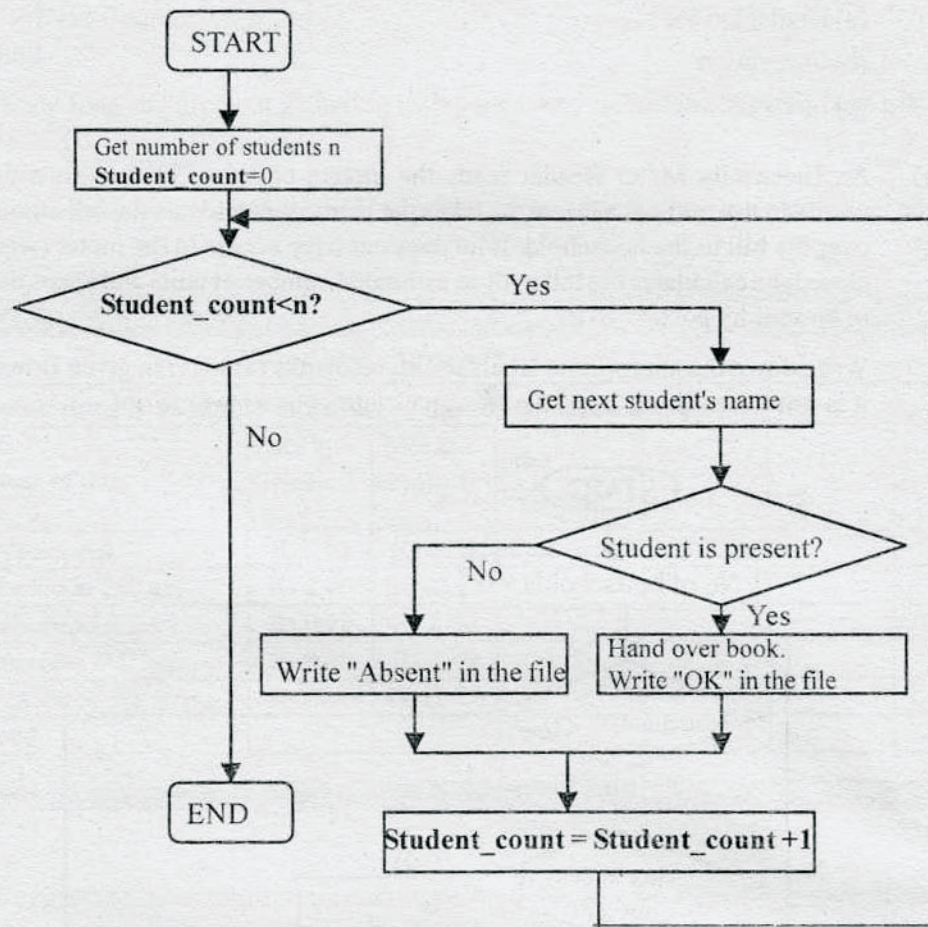 START
Get number of students n
Student_count=0
Student_count<n?
Yes
Get next student's name
No
Student is present?
No
Yes
Write "Absent" in the file
Hand over book.
Write "OK" in the file
END
Student_count = Student_count +1